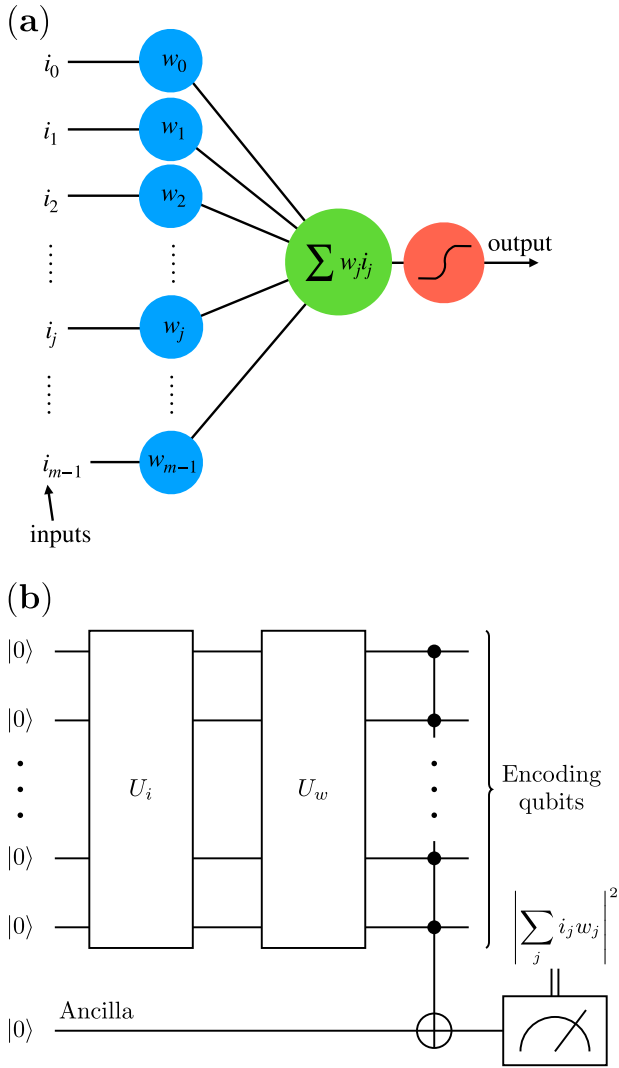 (a)
i₀ w₀
i₁ w₁
i₂ w₂
∑ wⱼiⱼ output
iⱼ wⱼ
iₘ₋₁ wₘ₋₁
inputs
(b)
|0⟩
|0⟩
Uᵢ U_w Encoding
qubits
|0⟩
|0⟩ |∑ⱼ iⱼwⱼ|²
|0⟩ Ancilla